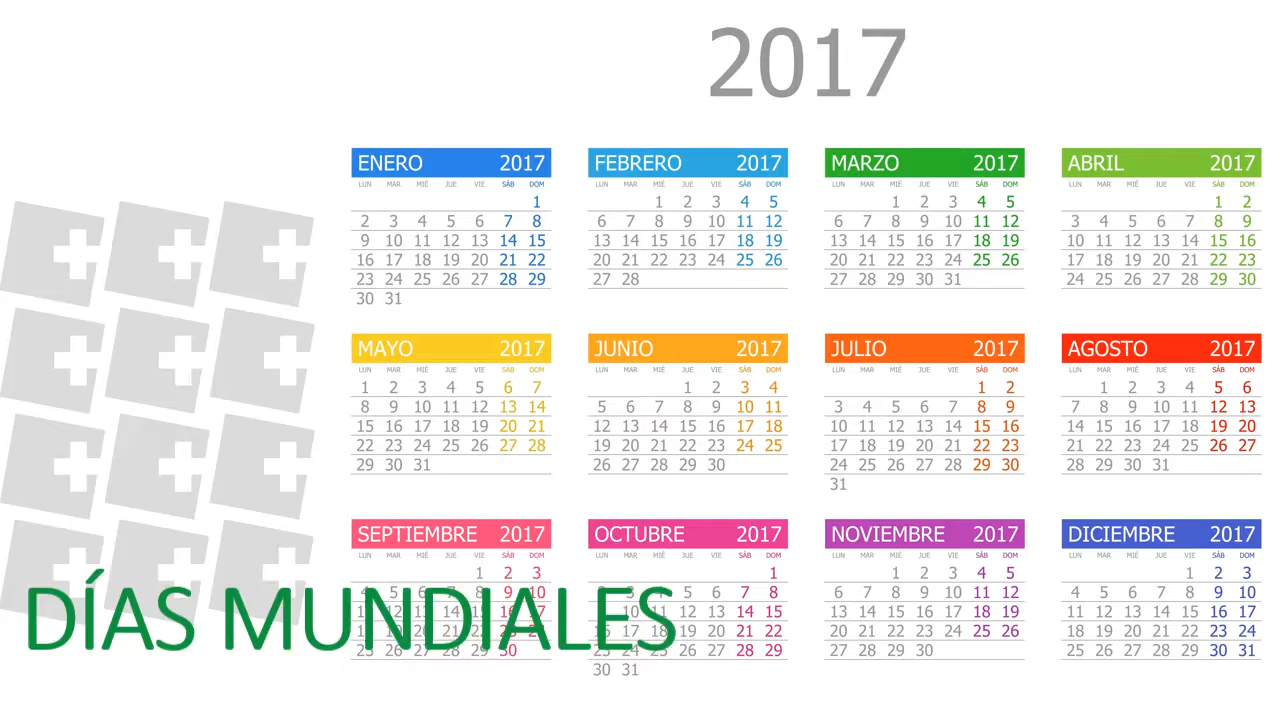 2017
ENERO 2017 FEBRERO 2017 MARZO 2017 ABRIL 2017
LUN MAR MIÉ JUE VIE SÁB DOM LUN MAR MIÉ JUE VIE SÁB DOM LUN MAR MIÉ JUE VIE SÁB DOM LUN MAR MIÉ JUE VIE SÁB DOM
1 1 2 3 4 5 1 2 3 4 5 1 2
2 3 4 5 6 7 8 6 7 8 9 10 11 12 6 7 8 9 10 11 12 3 4 5 6 7 8 9
9 10 11 12 13 14 15 13 14 15 16 17 18 19 13 14 15 16 17 18 19 10 11 12 13 14 15 16
16 17 18 19 20 21 22 20 21 22 23 24 25 26 20 21 22 23 24 25 26 17 18 19 20 21 22 23
23 24 25 26 27 28 29 27 28 27 28 29 30 31 24 25 26 27 28 29 30
30 31
MAYO 2017 JUNIO 2017 JULIO 2017 AGOSTO 2017
LUN MAR MIÉ JUE VIE SÁB DOM LUN MAR MIÉ JUE VIE SÁB DOM LUN MAR MIÉ JUE VIE SÁB DOM LUN MAR MIÉ JUE VIE SÁB DOM
1 2 3 4 5 6 7 1 2 3 4 1 2 1 2 3 4 5 6
8 9 10 11 12 13 14 5 6 7 8 9 10 11 3 4 5 6 7 8 9 7 8 9 10 11 12 13
15 16 17 18 19 20 21 12 13 14 15 16 17 18 10 11 12 13 14 15 16 14 15 16 17 18 19 20
22 23 24 25 26 27 28 19 20 21 22 23 24 25 17 18 19 20 21 22 23 21 22 23 24 25 26 27
29 30 31 26 27 28 29 30 24 25 26 27 28 29 30 28 29 30 31
31
SEPTIEMBRE 2017 OCTUBRE 2017 NOVIEMBRE 2017 DICIEMBRE 2017
LUN MAR MIÉ JUE VIE SÁB DOM LUN MAR MIÉ JUE VIE SÁB DOM LUN MAR MIÉ JUE VIE SÁB DOM LUN MAR MIÉ JUE VIE SÁB DOM
1 2 3 1 1 2 3 4 5 1 2 3
4 5 6 7 8 9 10 5 6 7 8 6 7 8 9 10 11 12 4 5 6 7 8 9 10
10 11 12 13 14 15 13 14 15 16 17 18 19 11 12 13 14 15 16 17
17 18 19 20 21 22 20 21 22 23 24 25 26 18 19 20 21 22 23 24
25 26 27 28 29 30 24 25 26 27 28 29 27 28 29 30 25 26 27 28 29 30 31
30 31
DÍAS MUNDIALES